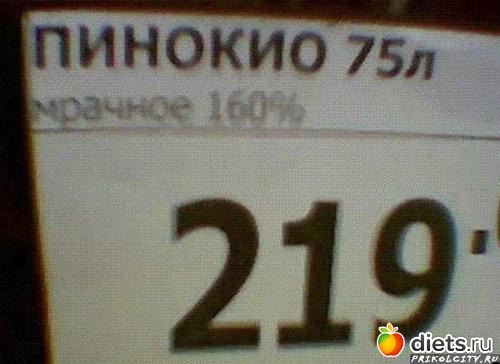 ПИНОКИО 75л
мрачное 160%
219.
diets.ru
PRIKOLCITY.RU